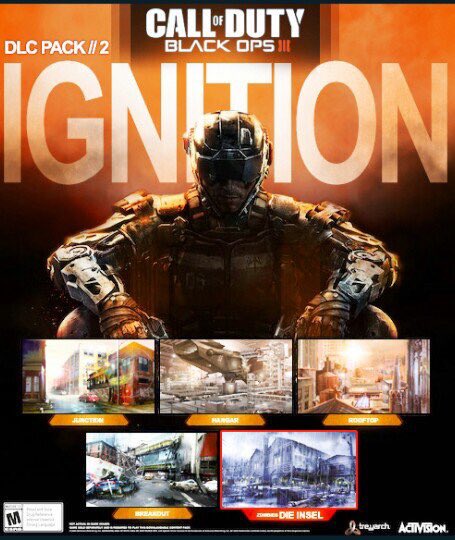 CALL OF DUTY
BLACK OPS III
DLC PACK // 2
IGNITION
JUNCTION
HANGAR
ROOFTOP
BREAKOUT
ZOMBIES DIE INSEL
M
ESRB
treyarch
ACTIVISION